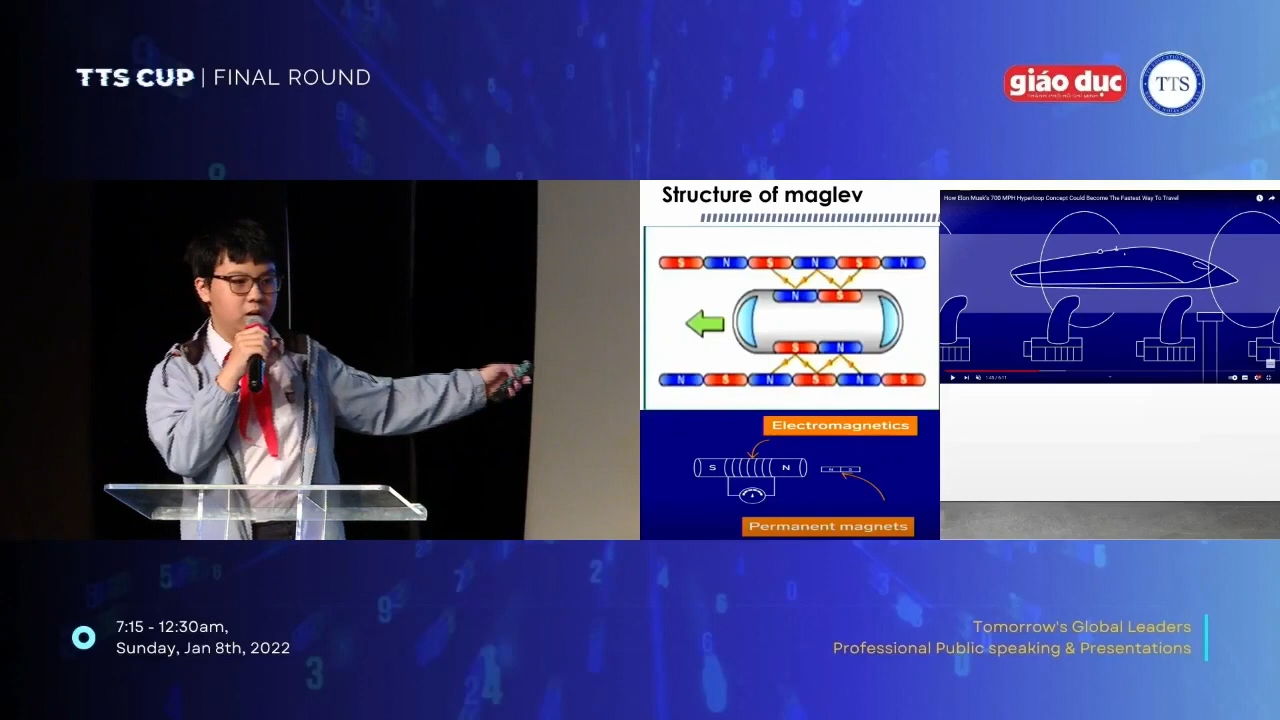 TTS CUP | FINAL ROUND
giáo dục
TTS
Structure of maglev
How Elon Musk's 700 MPH Hyperloop Concept Could Become The Fastest Way To Travel
S N S N S N
N S
S N
N S N S N S
Electromagnetics
S N
N S
Permanent magnets
7:15 - 12:30am,
Sunday, Jan 8th, 2022
Tomorrow's Global Leaders
Professional Public speaking & Presentations